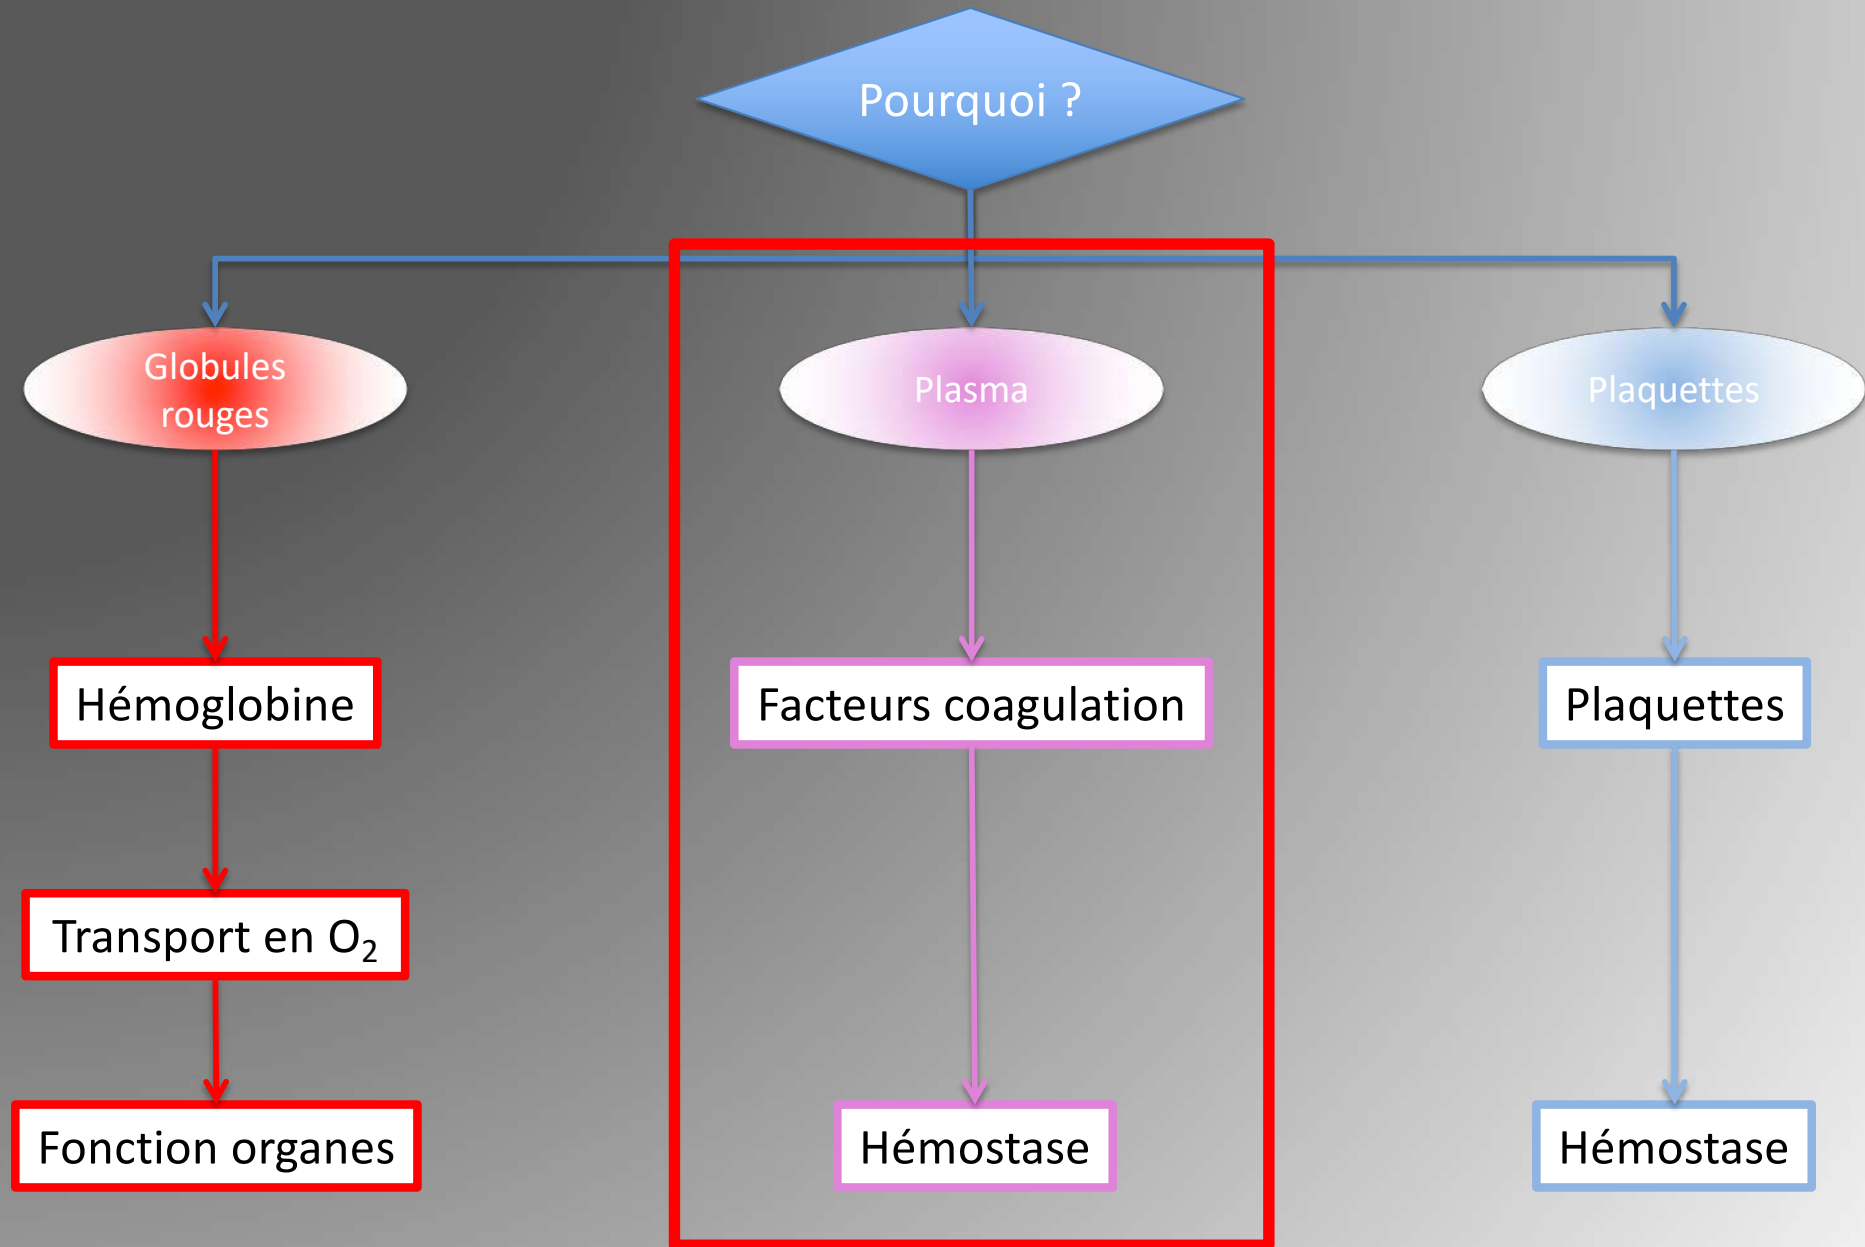 Pourquoi ?
Globules
rouges
Plasma
Plaquettes
Hémoglobine
Facteurs coagulation
Plaquettes
Transport en O₂
Fonction organes
Hémostase
Hémostase